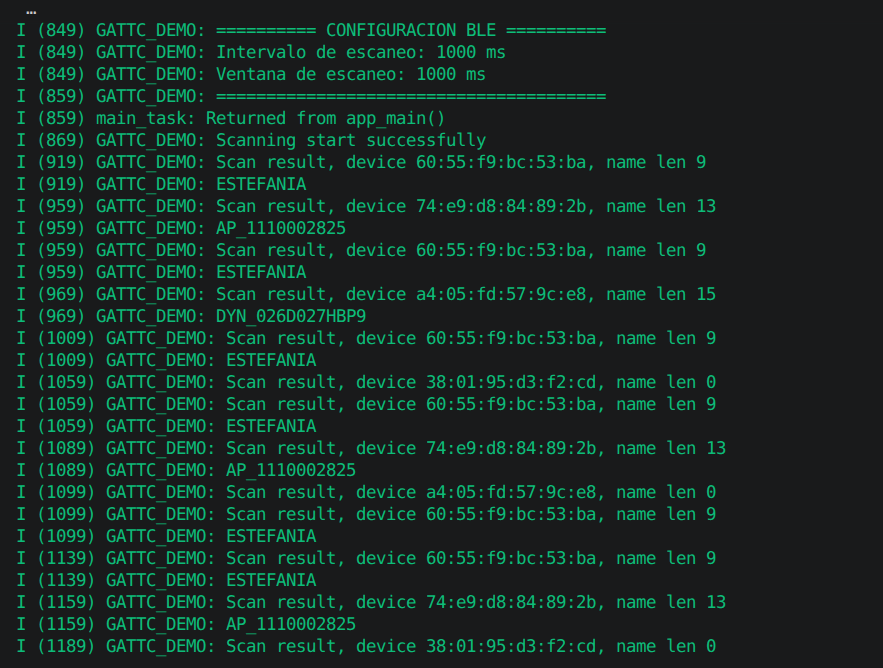 …
I (849) GATTC_DEMO: ========== CONFIGURACION BLE ==========
I (849) GATTC_DEMO: Intervalo de escaneo: 1000 ms
I (849) GATTC_DEMO: Ventana de escaneo: 1000 ms
I (859) GATTC_DEMO: =======================================
I (859) main_task: Returned from app_main()
I (869) GATTC_DEMO: Scanning start successfully
I (919) GATTC_DEMO: Scan result, device 60:55:f9:bc:53:ba, name len 9
I (919) GATTC_DEMO: ESTEFANIA
I (959) GATTC_DEMO: Scan result, device 74:e9:d8:84:89:2b, name len 13
I (959) GATTC_DEMO: AP_1110002825
I (959) GATTC_DEMO: Scan result, device 60:55:f9:bc:53:ba, name len 9
I (959) GATTC_DEMO: ESTEFANIA
I (969) GATTC_DEMO: Scan result, device a4:05:fd:57:9c:e8, name len 15
I (969) GATTC_DEMO: DYN_026D027HBP9
I (1009) GATTC_DEMO: Scan result, device 60:55:f9:bc:53:ba, name len 9
I (1009) GATTC_DEMO: ESTEFANIA
I (1059) GATTC_DEMO: Scan result, device 38:01:95:d3:f2:cd, name len 0
I (1059) GATTC_DEMO: Scan result, device 60:55:f9:bc:53:ba, name len 9
I (1059) GATTC_DEMO: ESTEFANIA
I (1089) GATTC_DEMO: Scan result, device 74:e9:d8:84:89:2b, name len 13
I (1089) GATTC_DEMO: AP_1110002825
I (1099) GATTC_DEMO: Scan result, device a4:05:fd:57:9c:e8, name len 0
I (1099) GATTC_DEMO: Scan result, device 60:55:f9:bc:53:ba, name len 9
I (1099) GATTC_DEMO: ESTEFANIA
I (1139) GATTC_DEMO: Scan result, device 60:55:f9:bc:53:ba, name len 9
I (1139) GATTC_DEMO: ESTEFANIA
I (1159) GATTC_DEMO: Scan result, device 74:e9:d8:84:89:2b, name len 13
I (1159) GATTC_DEMO: AP_1110002825
I (1189) GATTC_DEMO: Scan result, device 38:01:95:d3:f2:cd, name len 0